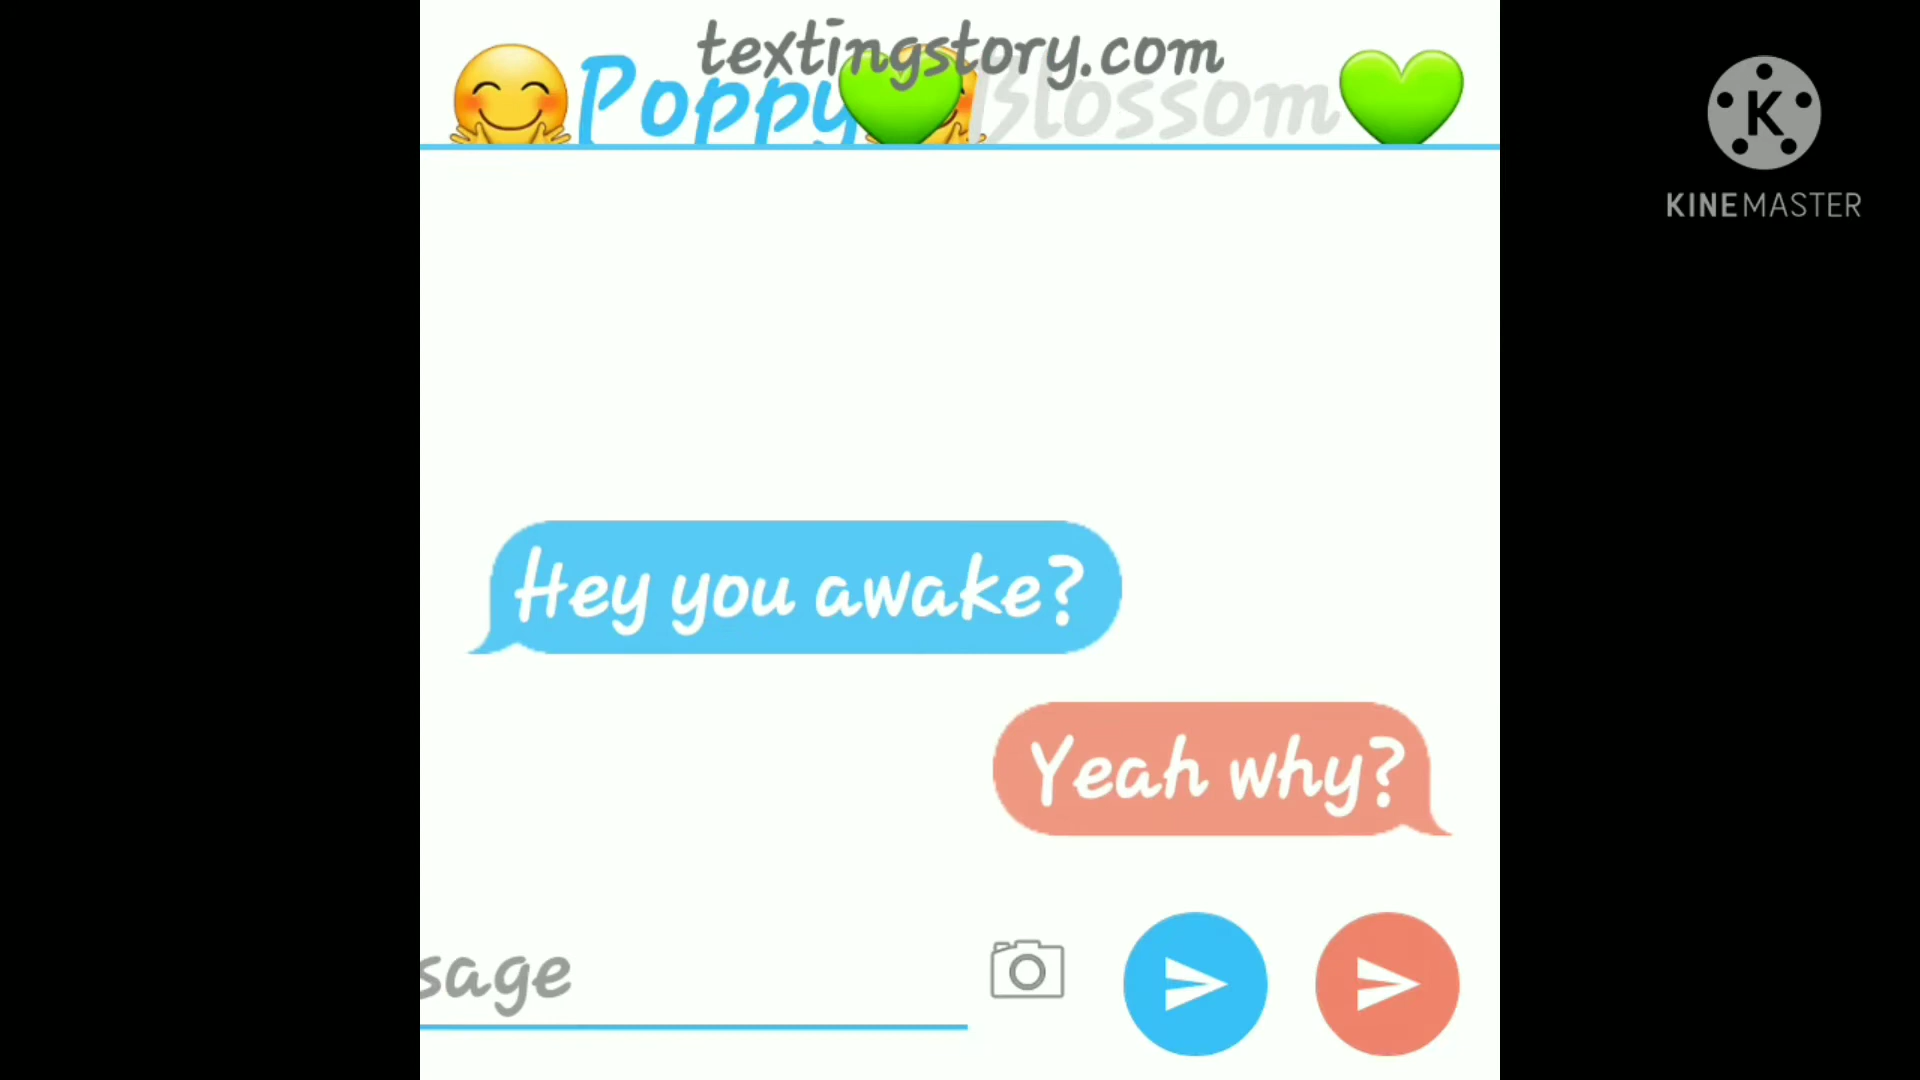 textingstory.com
Poppy Blossom
K
KINEMASTER
Hey you awake?
Yeah why?
sage